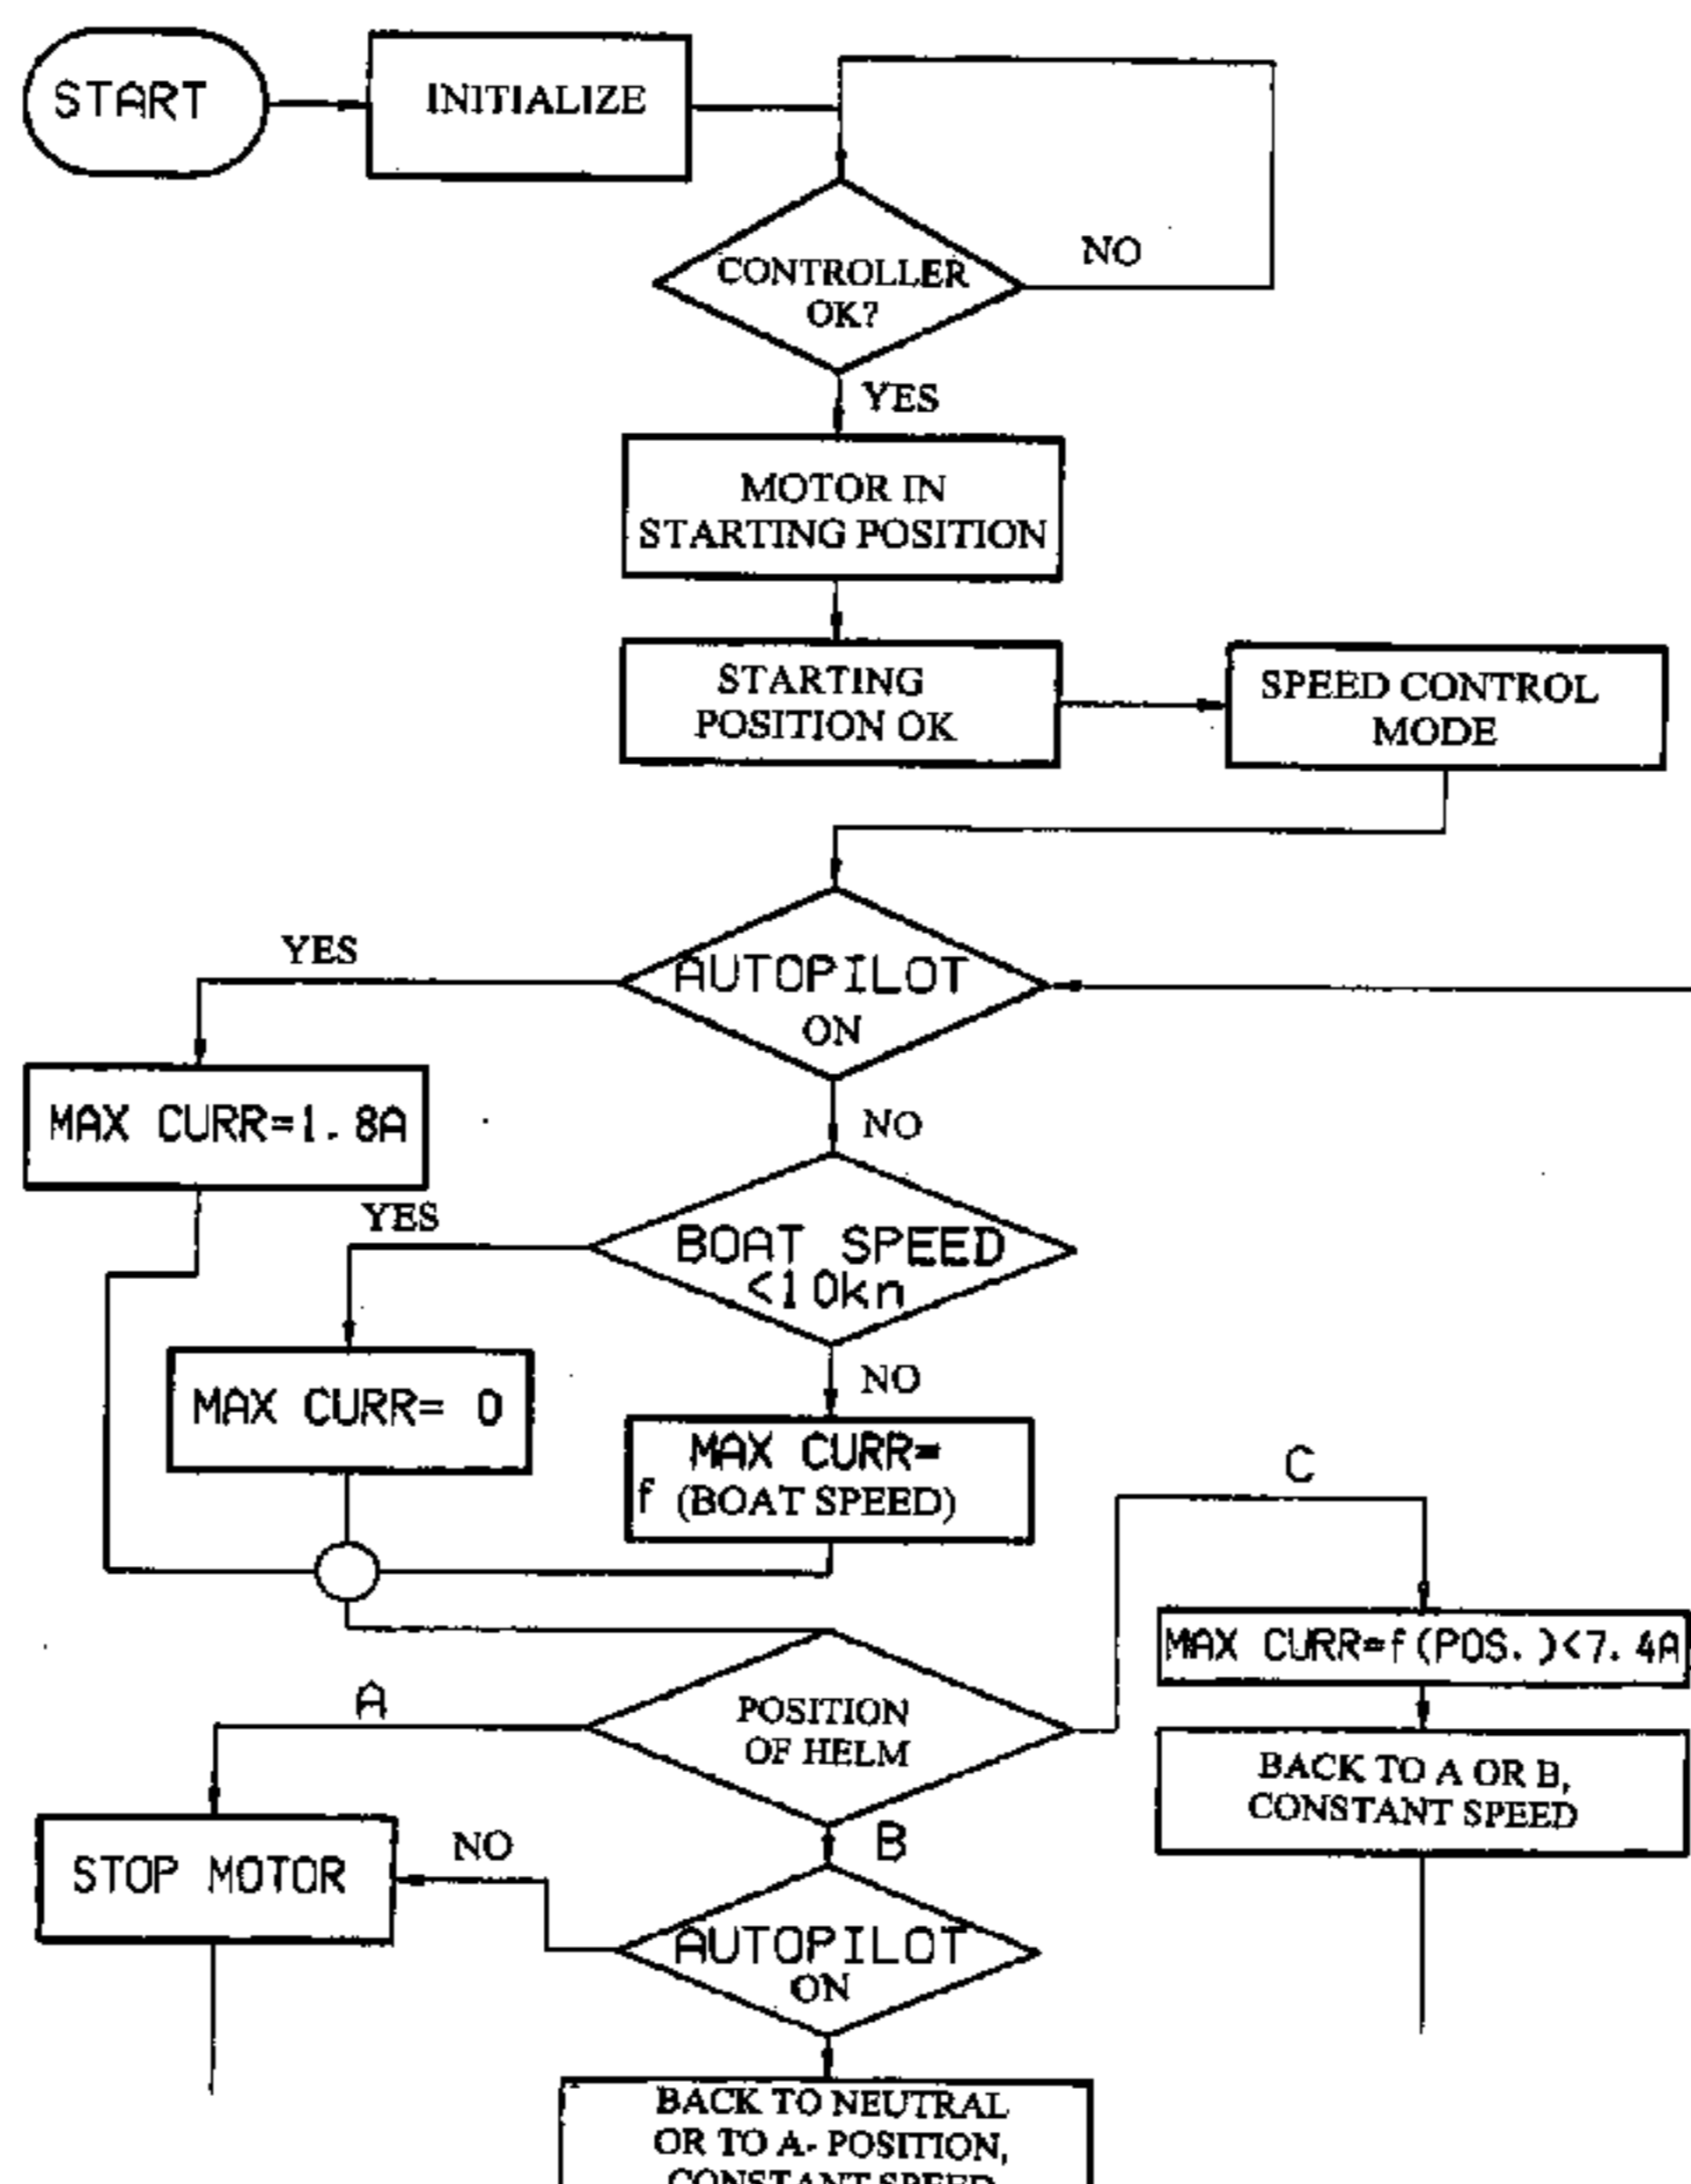 START
INITIALIZE
NO
CONTROLLER
OK?
YES
MOTOR IN
STARTING POSITION
STARTING
POSITION OK
SPEED CONTROL
MODE
YES
AUTOPILOT
ON
MAX CURR=1.8A
NO
YES
BOAT SPEED
<10kn
MAX CURR= 0
NO
MAX CURR=
f (BOAT SPEED)
C
MAX CURR=f(POS.)<7.4A
A
POSITION
OF HELM
BACK TO A OR B,
CONSTANT SPEED
B
NO
STOP MOTOR
AUTOPILOT
ON
BACK TO NEUTRAL
OR TO A- POSITION,
CONSTANT SPEED